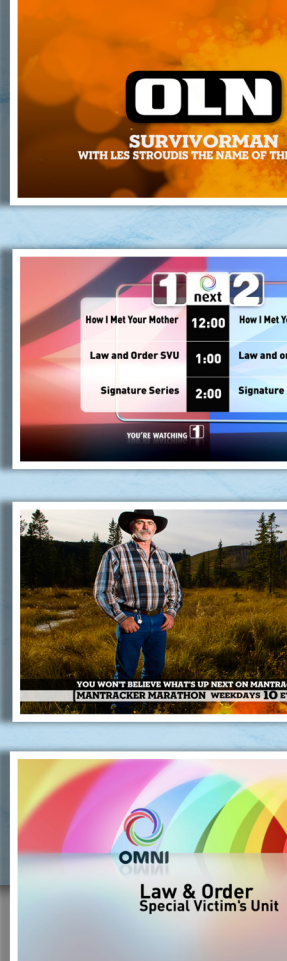 OLN
SURVIVORMAN
WITH LES STROUDIS THE NAME OF THE
1 next 2
How I Met Your Mother 12:00 How I Met
Law and Order SVU 1:00 Law and
Signature Series 2:00 Signature
YOU'RE WATCHING 1
YOU WON'T BELIEVE WHAT'S UP NEXT ON
MANTRACKER MARATHON WEEKDAYS 10
OMNI
Law & Order
Special Victim's Unit